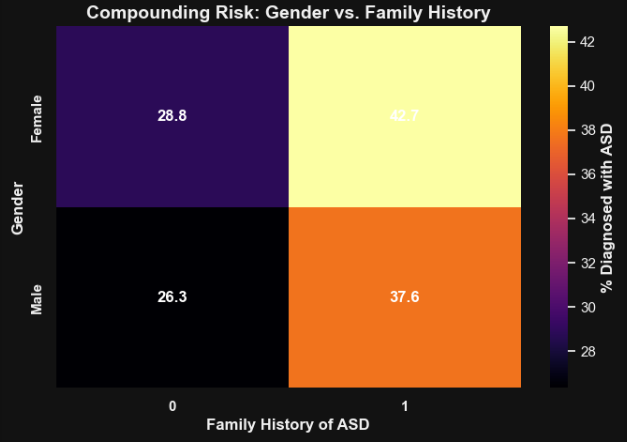 Compounding Risk: Gender vs. Family History
Gender
Female
Male
28.8
42.7
26.3
37.6
0
1
Family History of ASD
42
40
38
36
34
32
30
28
% Diagnosed with ASD